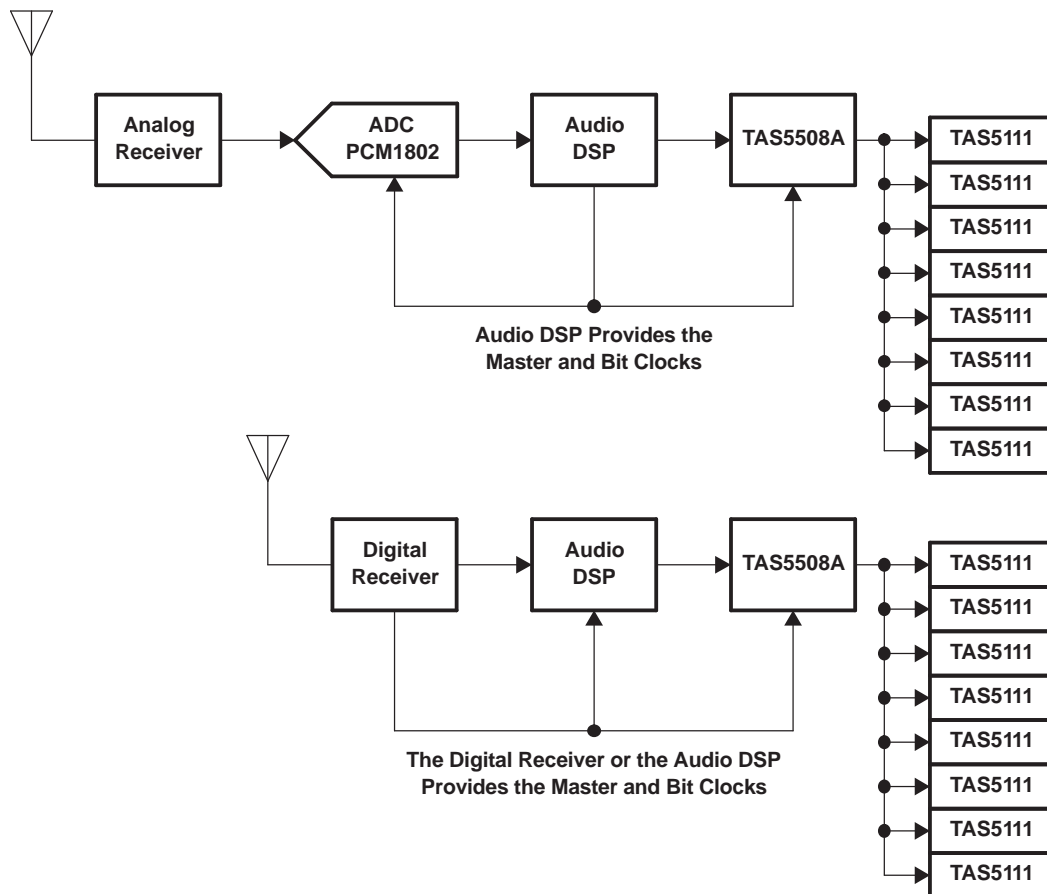 Analog
Receiver
ADC
PCM1802
Audio
DSP
TAS5508A
TAS5111
TAS5111
TAS5111
TAS5111
TAS5111
TAS5111
TAS5111
TAS5111
Audio DSP Provides the
Master and Bit Clocks
Digital
Receiver
Audio
DSP
TAS5508A
TAS5111
TAS5111
TAS5111
TAS5111
TAS5111
TAS5111
TAS5111
TAS5111
The Digital Receiver or the Audio DSP
Provides the Master and Bit Clocks